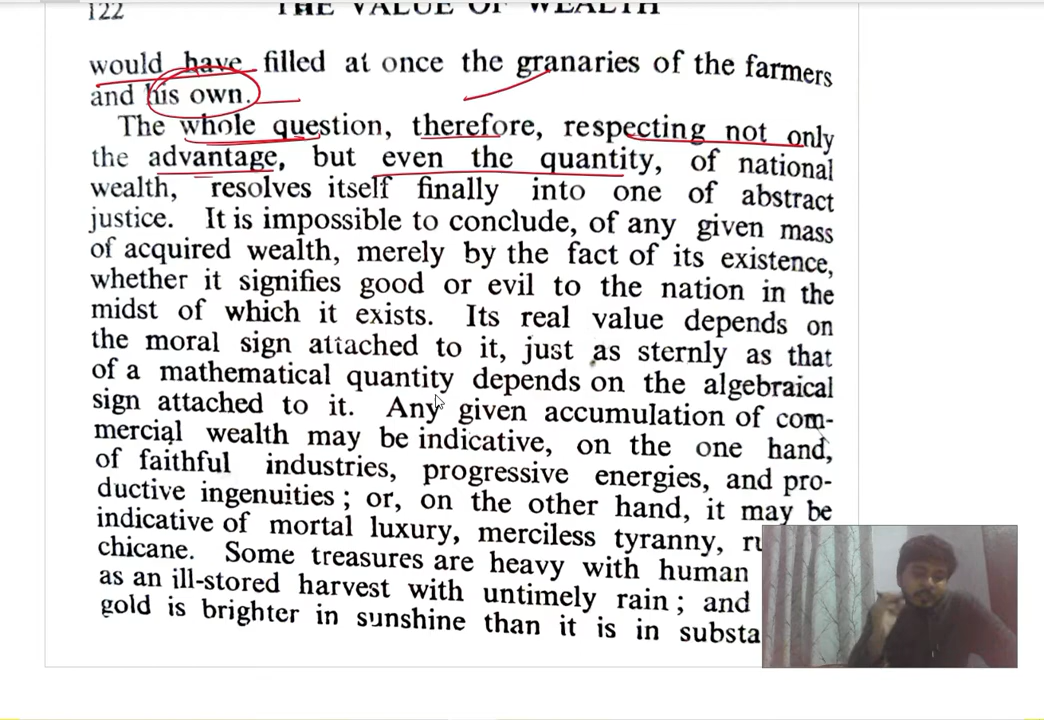 122 THE VALUE OF WEALTH
would have filled at once the granaries of the farmers
and his own.
The whole question, therefore, respecting not only
the advantage, but even the quantity, of national
wealth, resolves itself finally into one of abstract
justice. It is impossible to conclude, of any given mass
of acquired wealth, merely by the fact of its existence,
whether it signifies good or evil to the nation in the
midst of which it exists. Its real value depends on
the moral sign attached to it, just as sternly as that
of a mathematical quantity depends on the algebraical
sign attached to it. Any given accumulation of com-
mercial wealth may be indicative, on the one hand,
of faithful industries, progressive energies, and pro-
ductive ingenuities; or, on the other hand, it may be
indicative of mortal luxury, merciless tyranny,
chicane. Some treasures are heavy with human
as an ill-stored harvest with untimely rain; and
gold is brighter in sunshine than it is in